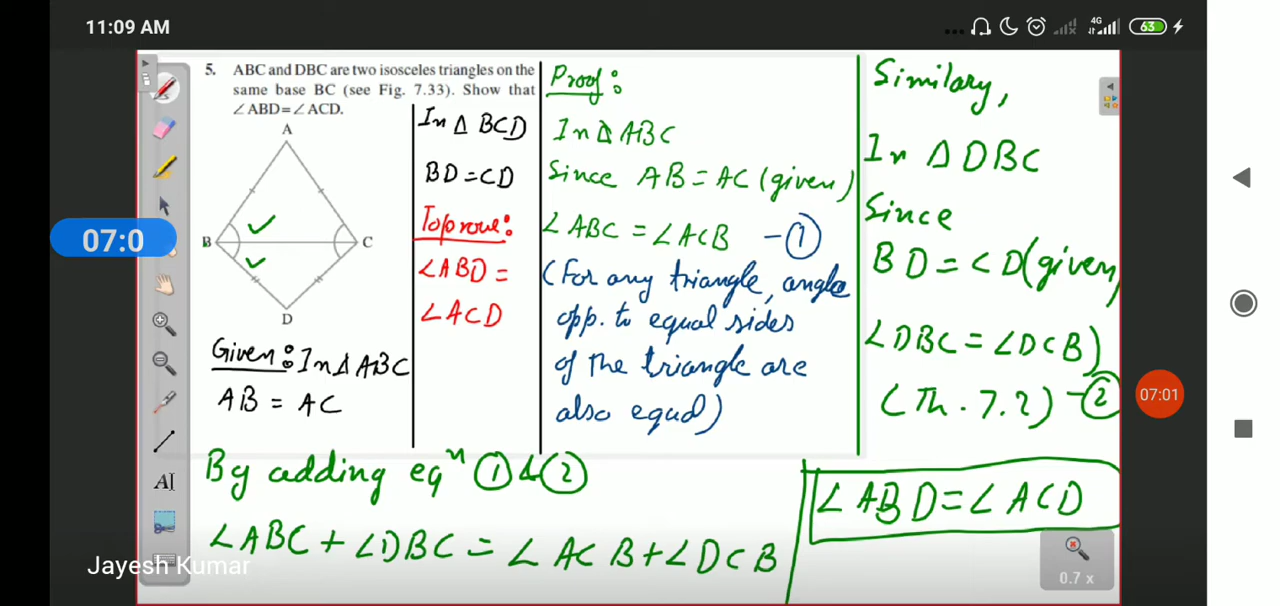 11:09 AM
4G
63
5. ABC and DBC are two isosceles triangles on the
same base BC (see Fig. 7.33). Show that
∠ABD=∠ACD.
A
B
C
D
07:0
Given: In △ ABC
AB = AC
In △ BCD
BD=CD
To prove:
∠ABD =
∠ACD
Proof:
In △ ABC
Since AB = AC (given)
∠ABC = ∠ACB —①
(For any triangle, angle
opp. to equal sides
of the triangle are
also equal)
Similary,
In △ DBC
Since
BD = CD (given)
∠DBC = ∠DCB)
(Th. 7.2) —②
07:01
By adding eqⁿ ① & ②
∠ABC + ∠DBC = ∠ACB + ∠DCB
∠ABD = ∠ACD
AI
Jayesh Kumar
0.7 x